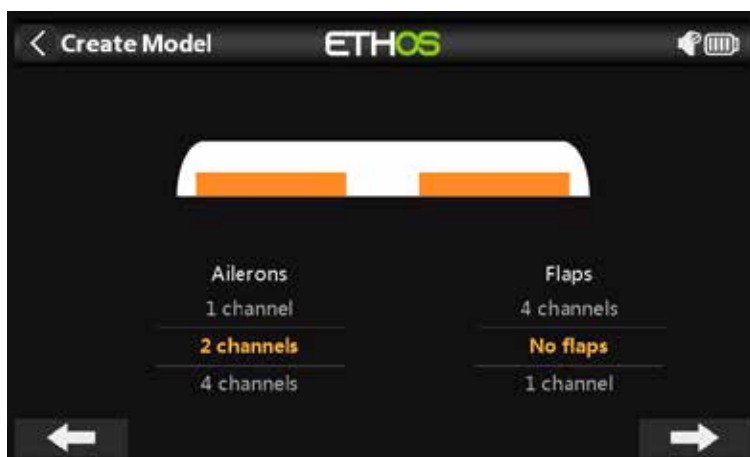 Create Model
ETHOS
Ailerons
Flaps
1 channel
4 channels
2 channels
No flaps
4 channels
1 channel